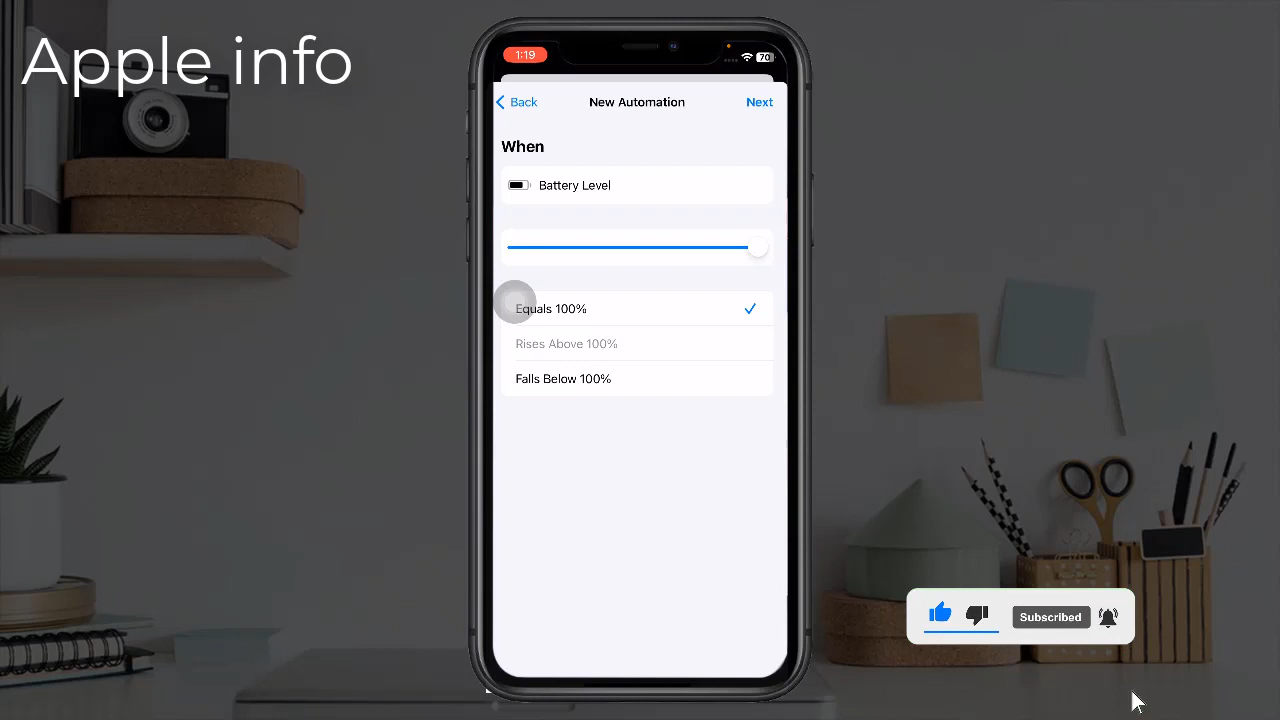 Apple info
1:19
70
Back
New Automation
Next
When
Battery Level
Equals 100%
Rises Above 100%
Falls Below 100%
Subscribed